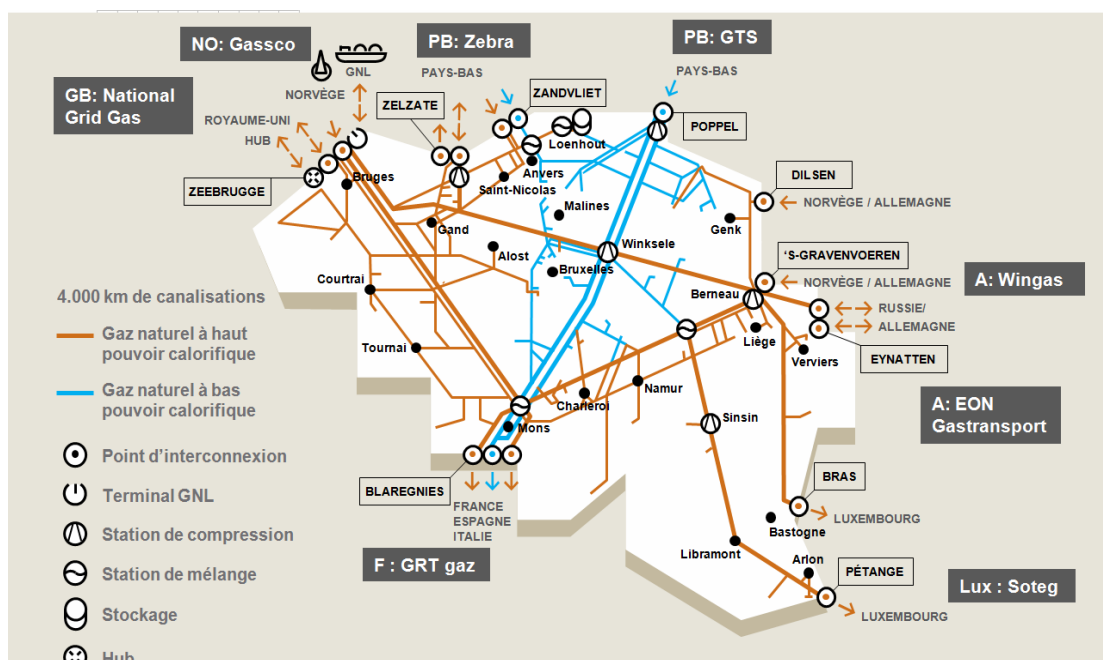 NO: Gassco
PB: Zebra
PB: GTS
GNL
NORVÈGE
PAYS-BAS
PAYS-BAS
GB: National
Grid Gas
ZELZATE
ZANDVLIET
POPPEL
ROYAUME-UNI
HUB
Loenhout
Anvers
ZEEBRUGGE
Bruges
Saint-Nicolas
DILSEN
NORVÈGE / ALLEMAGNE
Malines
Genk
Gand
Winksele
Alost
Bruxelles
'S-GRAVENVOEREN
NORVÈGE / ALLEMAGNE
A: Wingas
Courtrai
Berneau
4.000 km de canalisations
RUSSIE/
ALLEMAGNE
Gaz naturel à haut
pouvoir calorifique
Liège
Tournai
Verviers
EYNATTEN
Gaz naturel à bas
pouvoir calorifique
Namur
Charleroi
A: EON
Gastransport
Mons
Sinsin
Point d'interconnexion
BLAREGNIES
BRAS
Terminal GNL
FRANCE
ESPAGNE
ITALIE
LUXEMBOURG
Bastogne
Station de compression
Libramont
F : GRT gaz
Arlon
PÉTANGE
Station de mélange
Lux : Soteg
Stockage
LUXEMBOURG
Hub